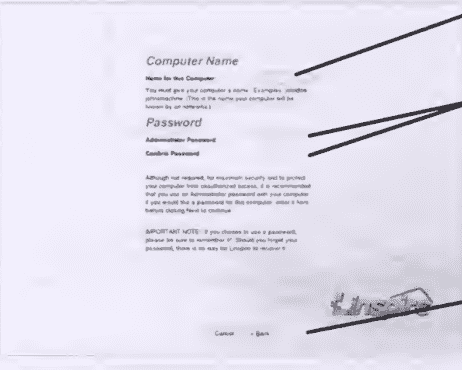 Computer Name
Name for this Computer
You must give your computer a name. Examples: johndoe,
johnsmachine. (This is the name your computer will be
known by on networks.)
Password
Administrator Password
Confirm Password
Although not required, for maximum security and to protect
your computer from unauthorized access, it is recommended
that you use an Administrator password with your computer.
If you would like a password for this computer, enter it here
before clicking Next to continue.
IMPORTANT NOTE: If you choose to use a password,
please be sure to remember it. Should you forget your
password, there is no way for Linspire to recover it.
Linspire
Cancel
< Back